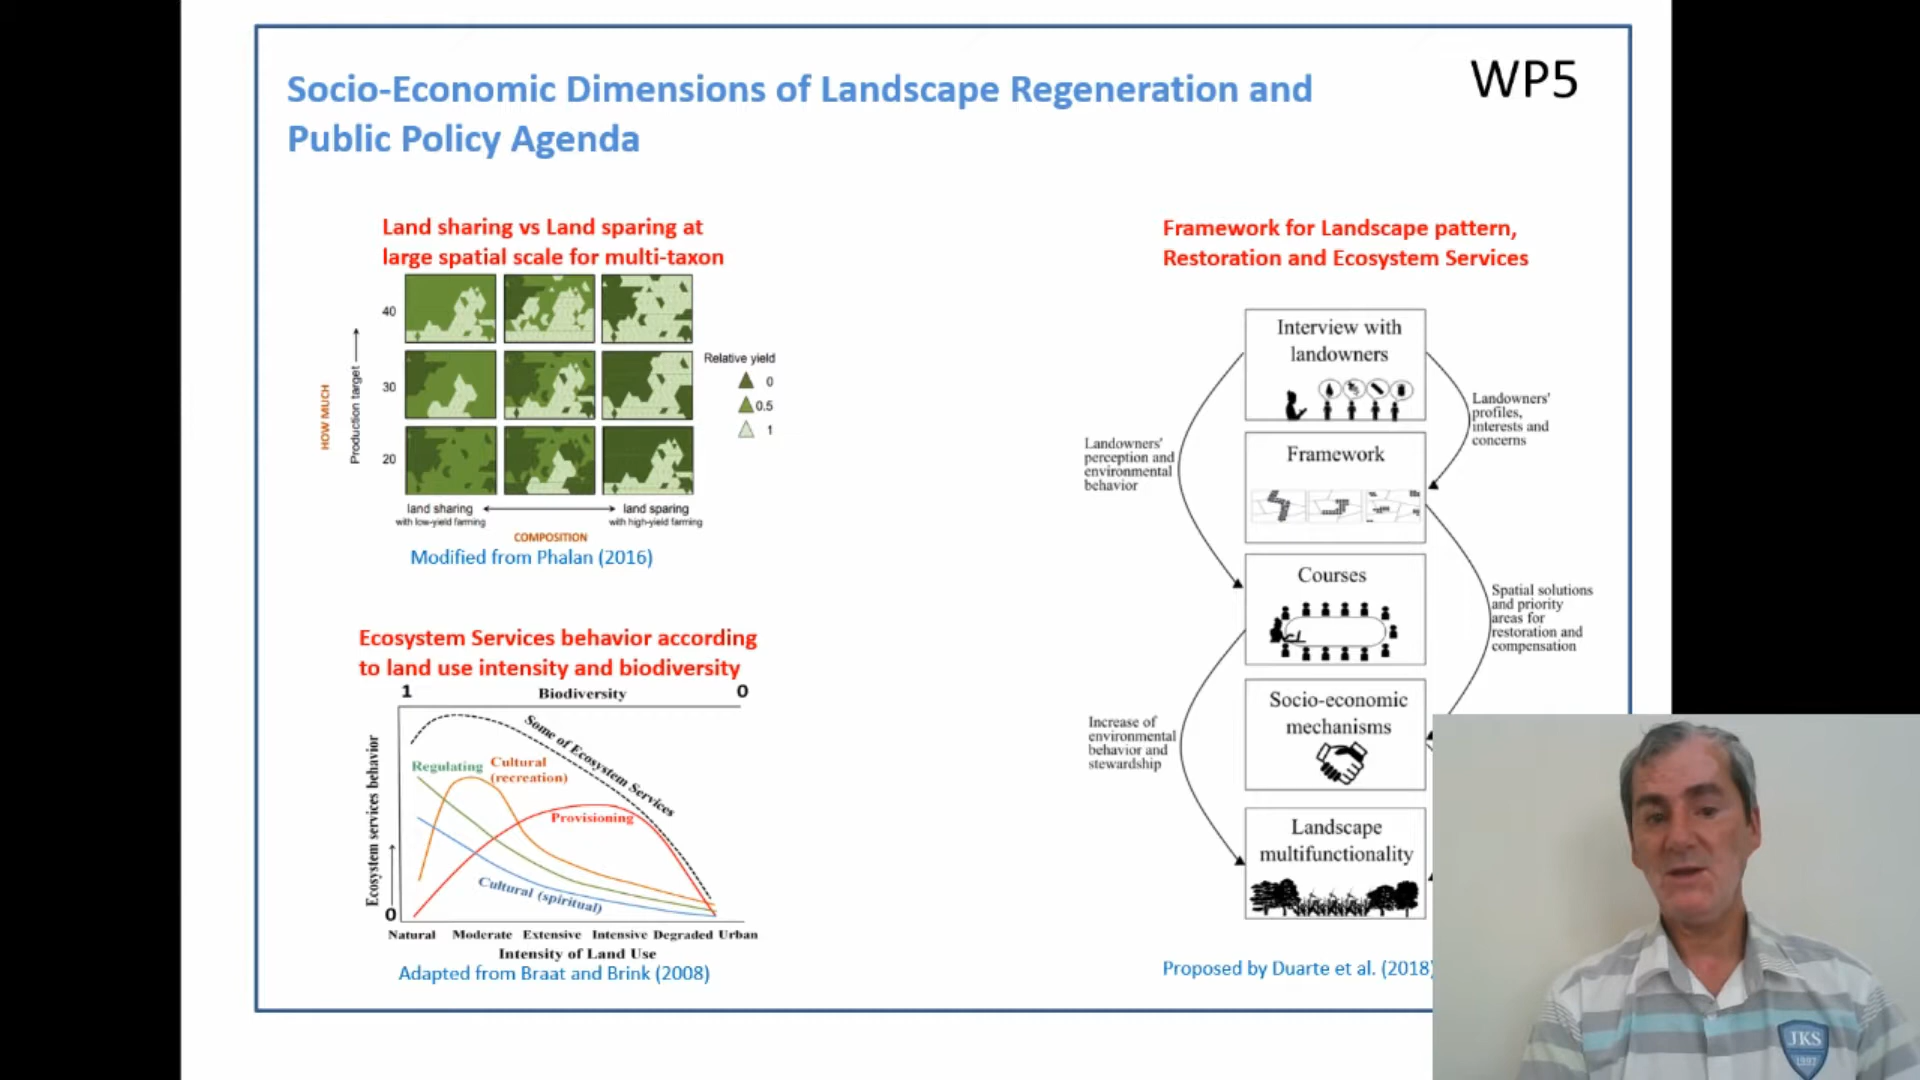 Socio-Economic Dimensions of Landscape Regeneration and
Public Policy Agenda
WP5
Land sharing vs Land sparing at
large spatial scale for multi-taxon
HOW MUCH
Production target
40
30
20
Relative yield
0
0.5
1
land sharing
with low-yield farming
land sparing
with high-yield farming
COMPOSITION
Modified from Phalan (2016)
Ecosystem Services behavior according
to land use intensity and biodiversity
1
Biodiversity
0
Ecosystem services behavior
0
Some of Ecosystem Services
Regulating
Cultural
(recreation)
Provisioning
Cultural (spiritual)
Natural Moderate Extensive Intensive Degraded Urban
Intensity of Land Use
Adapted from Braat and Brink (2008)
Framework for Landscape pattern,
Restoration and Ecosystem Services
Interview with
landowners
Landowners'
profiles,
interests and
concerns
Landowners'
perception and
environmental
behavior
Framework
Courses
Spatial solutions
and priority
areas for
restoration and
compensation
Increase of
environmental
behavior and
stewardship
Socio-economic
mechanisms
Landscape
multifunctionality
Proposed by Duarte et al. (2018)
JKS
1997